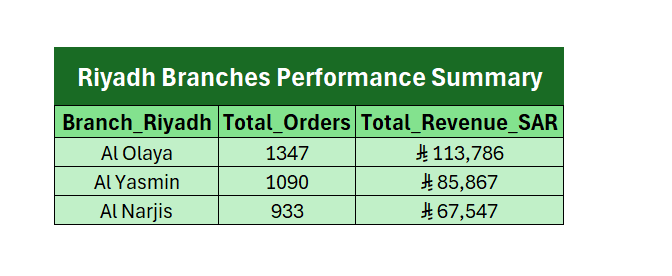 Riyadh Branches Performance Summary
Branch_Riyadh Total_Orders Total_Revenue_SAR
Al Olaya 1347 ⃁ 113,786
Al Yasmin 1090 ⃁ 85,867
Al Narjis 933 ⃁ 67,547